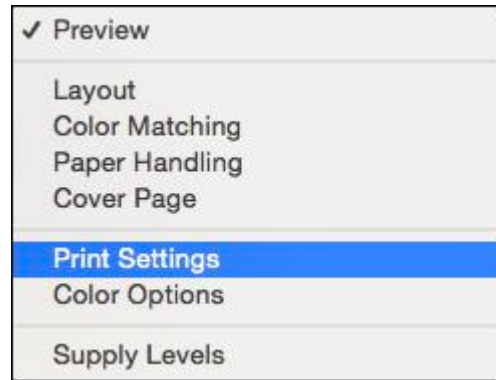 ✓ Preview
Layout
Color Matching
Paper Handling
Cover Page
Print Settings
Color Options
Supply Levels